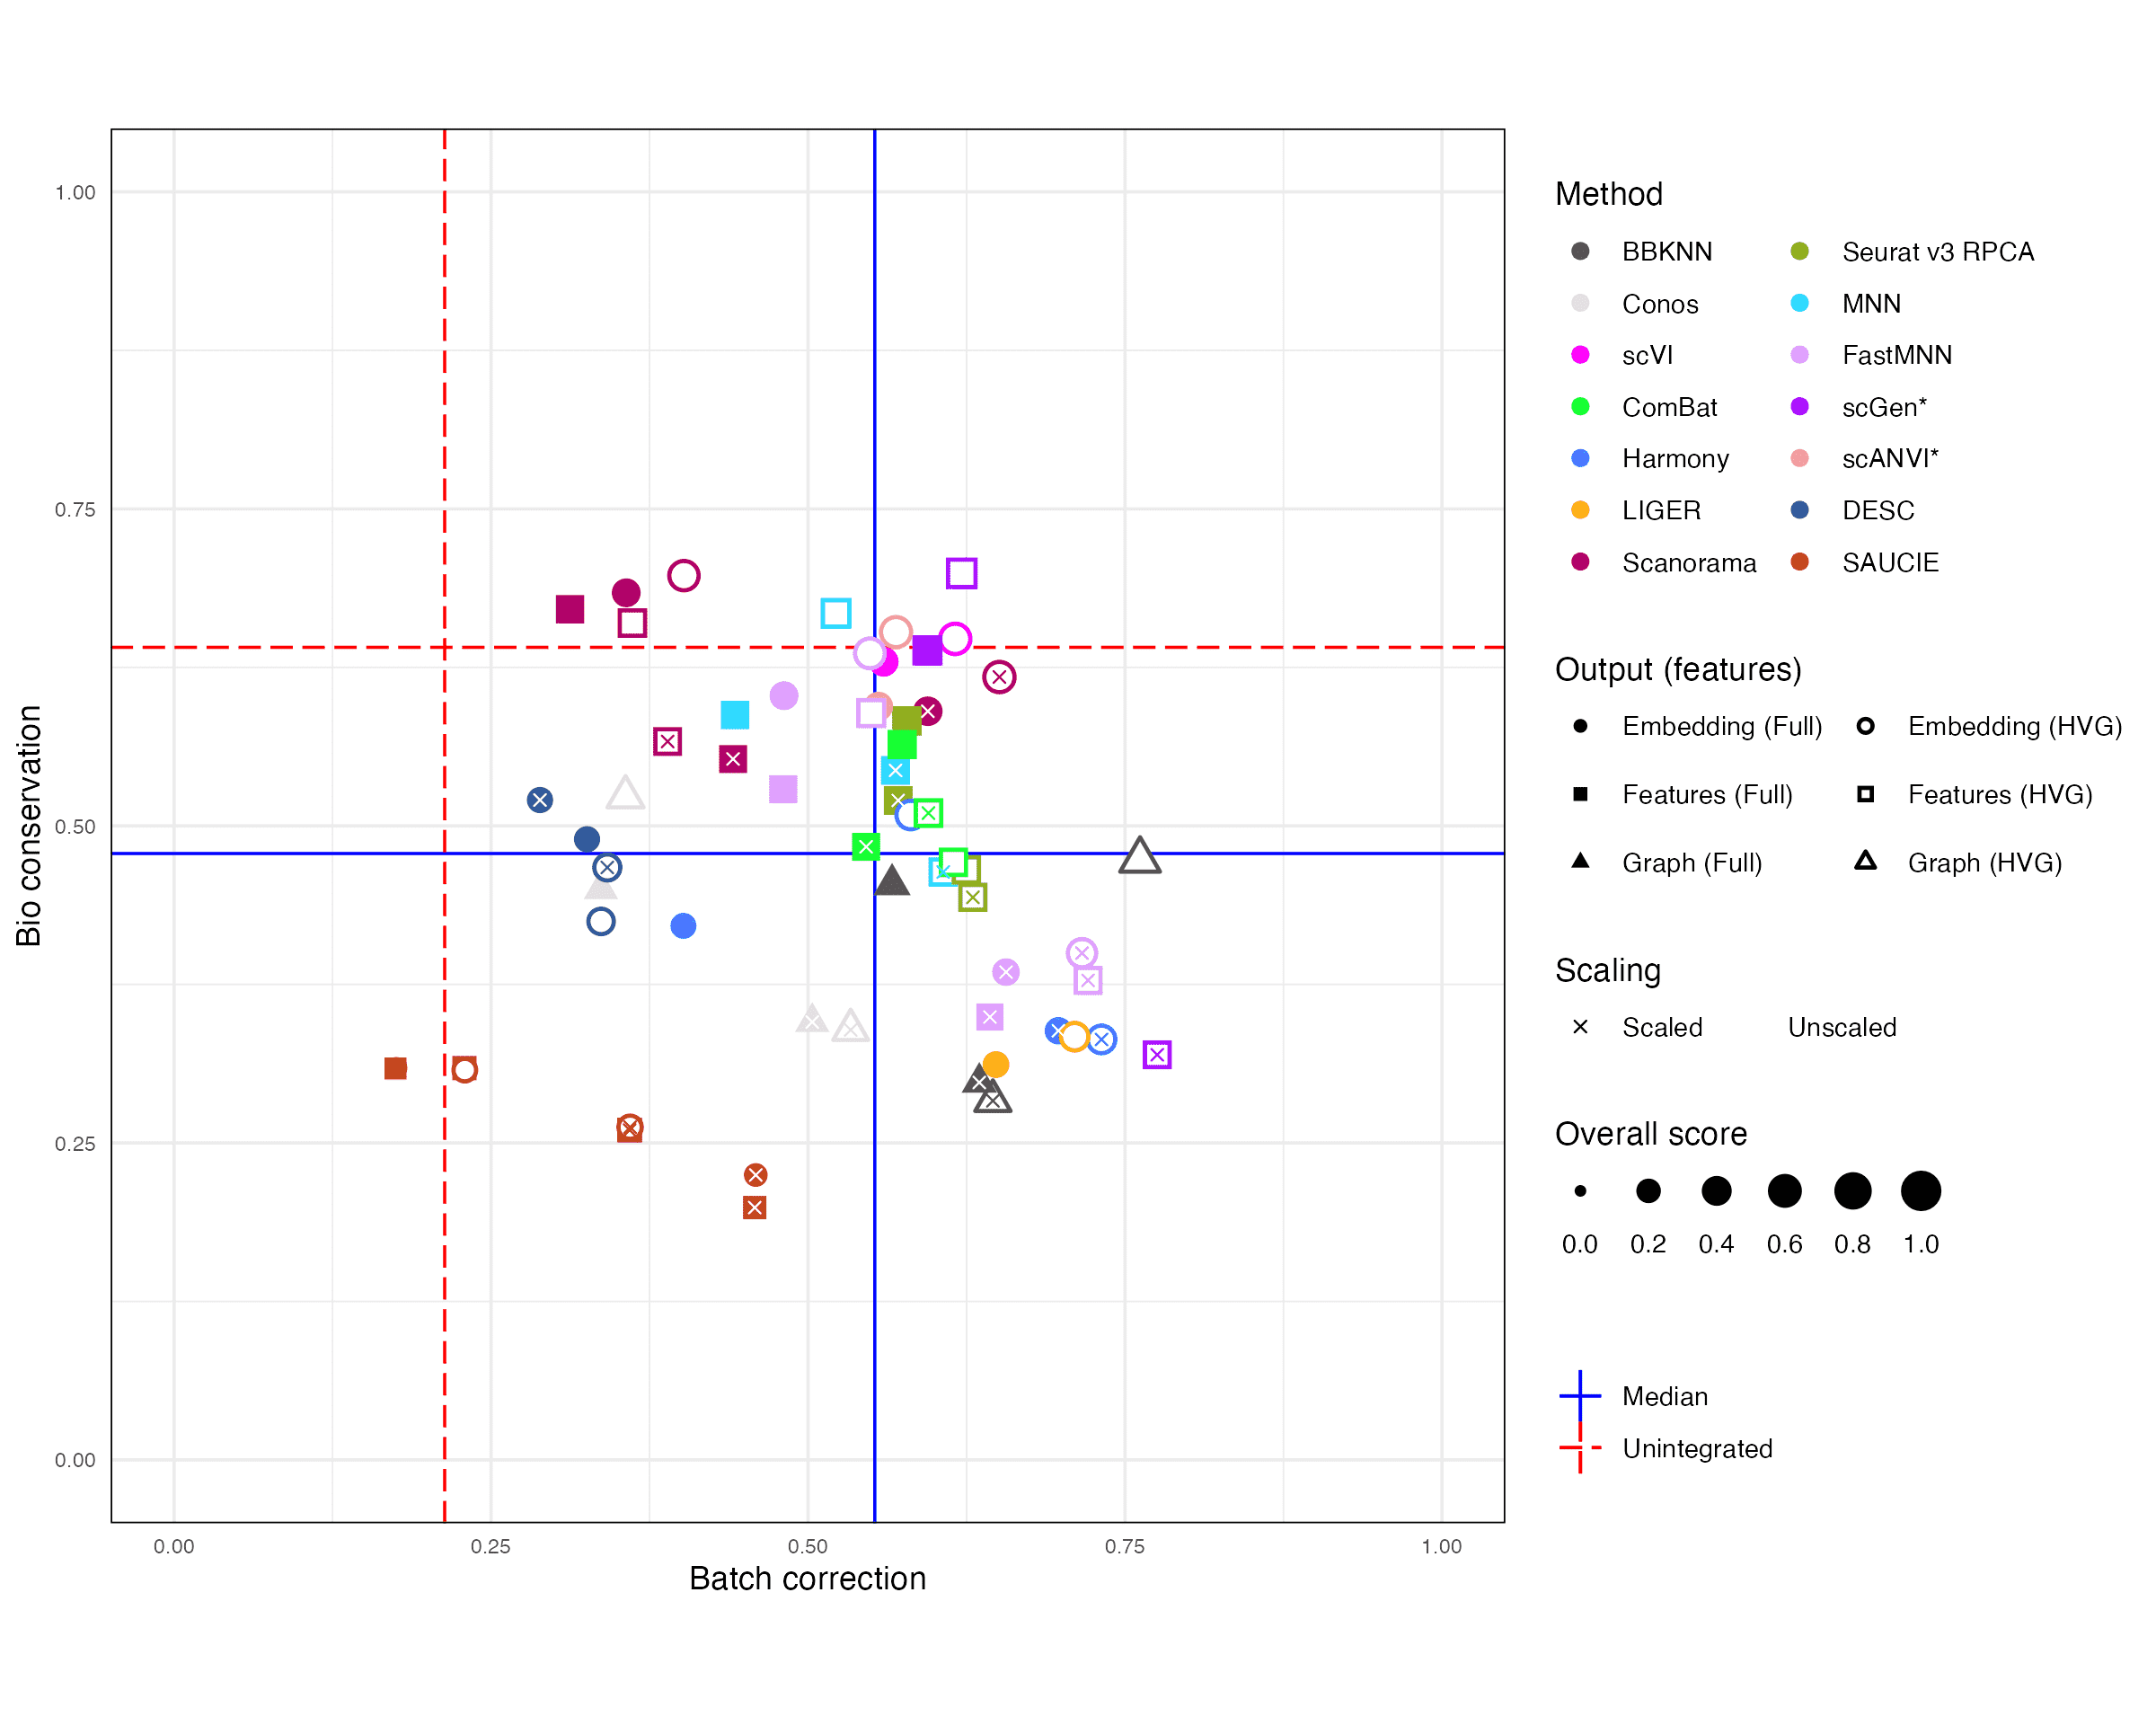 1.00
0.75
0.50
0.25
0.00
Bio conservation
0.00 0.25 0.50 0.75 1.00
Batch correction
Method
BBKNN Seurat v3 RPCA
Conos MNN
scVI FastMNN
ComBat scGen*
Harmony scANVI*
LIGER DESC
Scanorama SAUCIE
Output (features)
Embedding (Full) Embedding (HVG)
Features (Full) Features (HVG)
Graph (Full) Graph (HVG)
Scaling
Scaled Unscaled
Overall score
0.0 0.2 0.4 0.6 0.8 1.0
Median
Unintegrated